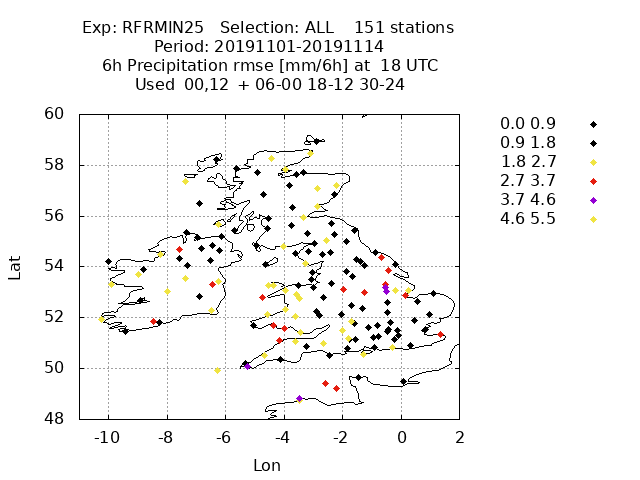 Exp: RFRMIN25 Selection: ALL 151 stations
Period: 20191101-20191114
6h Precipitation rmse [mm/6h] at 18 UTC
Used 00,12 + 06-00 18-12 30-24
60
58
56
54
52
50
48
Lat
-10 -8 -6 -4 -2 0 2
Lon
0.0 0.9
0.9 1.8
1.8 2.7
2.7 3.7
3.7 4.6
4.6 5.5